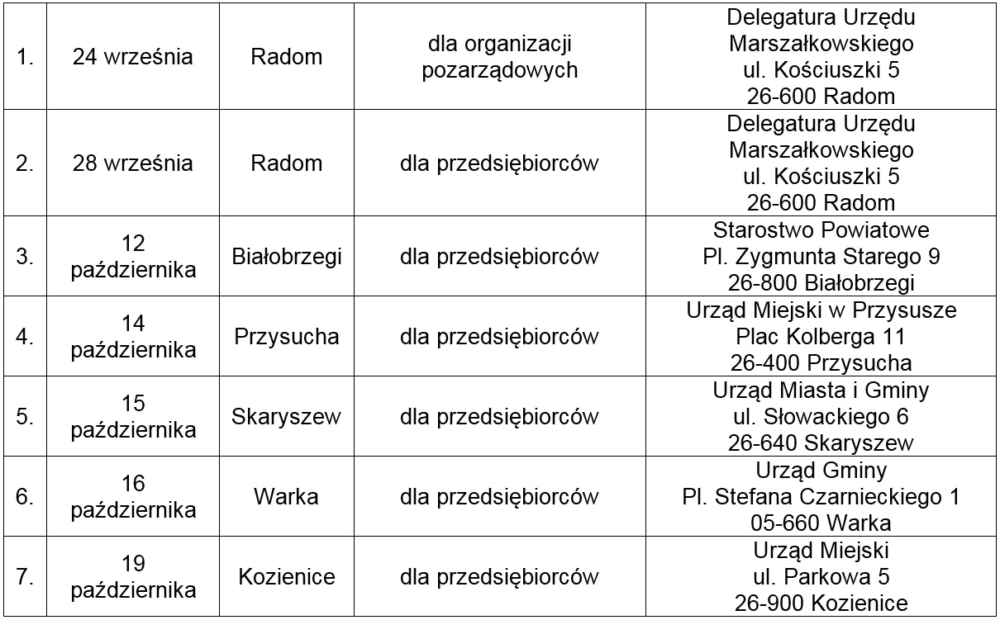 1.
24 września
Radom
dla organizacji
pozarządowych
Delegatura Urzędu
Marszałkowskiego
ul. Kościuszki 5
26-600 Radom
2.
28 września
Radom
dla przedsiębiorców
Delegatura Urzędu
Marszałkowskiego
ul. Kościuszki 5
26-600 Radom
3.
12
października
Białobrzegi
dla przedsiębiorców
Starostwo Powiatowe
Pl. Zygmunta Starego 9
26-800 Białobrzegi
4.
14
października
Przysucha
dla przedsiębiorców
Urząd Miejski w Przysusze
Plac Kolberga 11
26-400 Przysucha
5.
15
października
Skaryszew
dla przedsiębiorców
Urząd Miasta i Gminy
ul. Słowackiego 6
26-640 Skaryszew
6.
16
października
Warka
dla przedsiębiorców
Urząd Gminy
Pl. Stefana Czarnieckiego 1
05-660 Warka
7.
19
października
Kozienice
dla przedsiębiorców
Urząd Miejski
ul. Parkowa 5
26-900 Kozienice